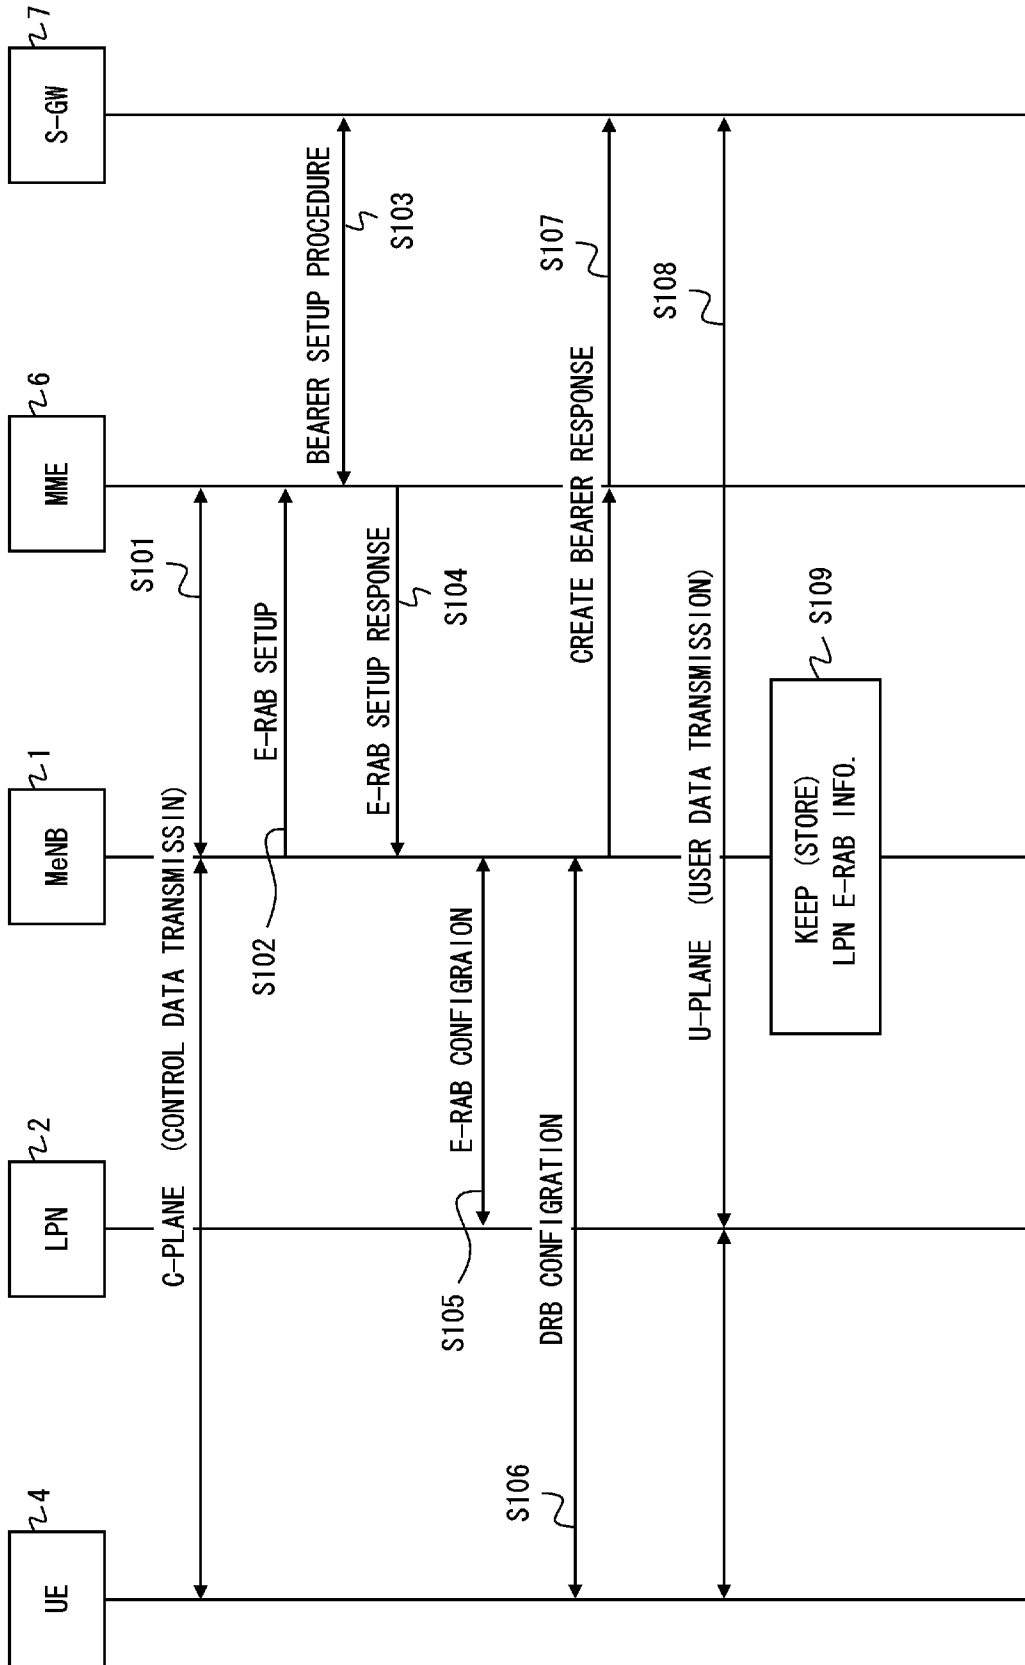 UE
4
LPN
2
MeNB
1
MME
6
S-GW
7
C-PLANE (CONTROL DATA TRANSMISSIN)
S101
E-RAB SETUP
S102
BEARER SETUP PROCEDURE
S103
E-RAB SETUP RESPONSE
S104
E-RAB CONFIGRAION
S105
DRB CONFIGRATION
S106
CREATE BEARER RESPONSE
S107
U-PLANE (USER DATA TRANSMISSION)
S108
KEEP (STORE)
LPN E-RAB INFO.
S109